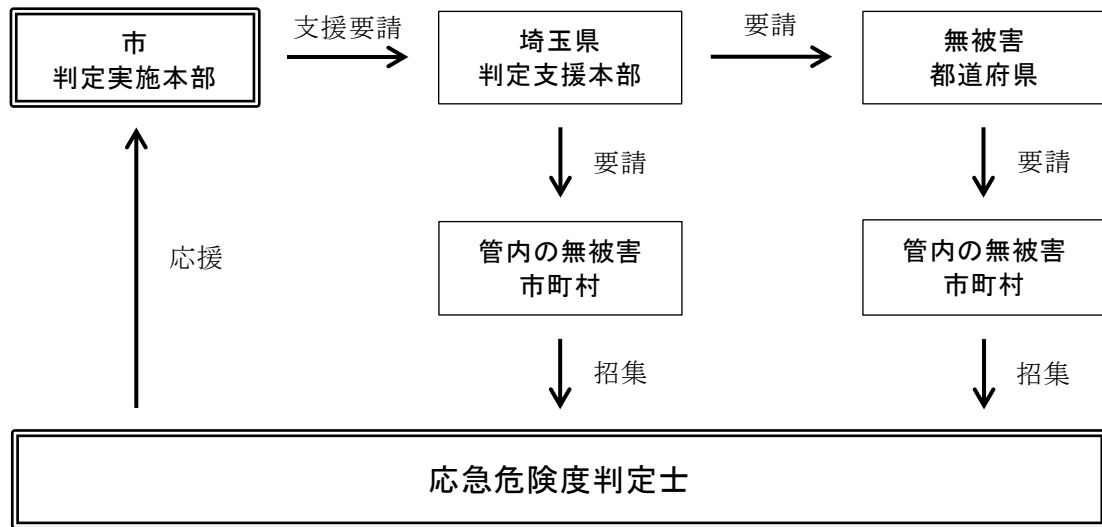 市
判定実施本部
支援要請
埼玉県
判定支援本部
要請
無被害
都道府県
要請
要請
応援
管内の無被害
市町村
管内の無被害
市町村
招集
招集
応急危険度判定士